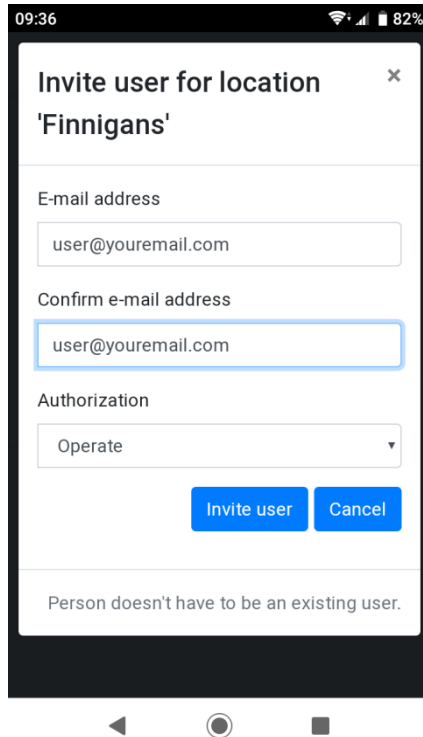 09:36 82%
Invite user for location ×
'Finnigans'
E-mail address
user@youremail.com
Confirm e-mail address
user@youremail.com
Authorization
Operate
Invite user Cancel
Person doesn't have to be an existing user.